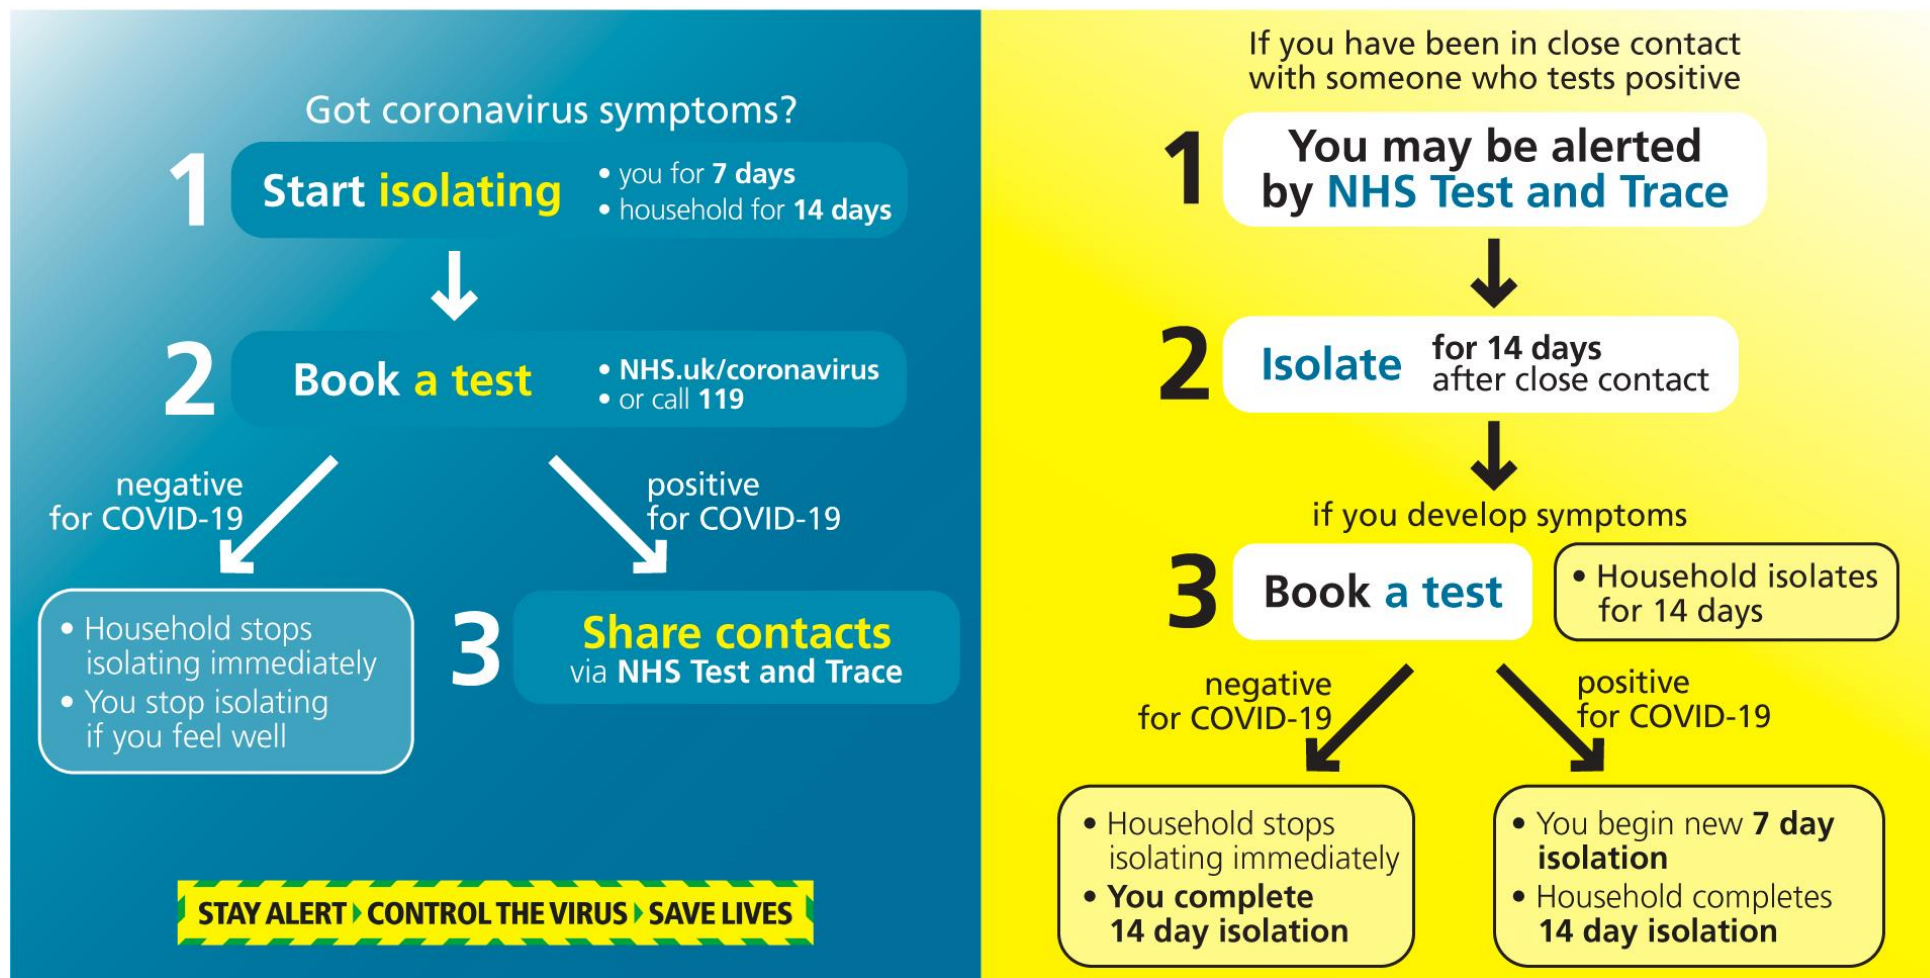 Got coronavirus symptoms?
1
Start isolating
• you for 7 days
• household for 14 days
2
Book a test
• NHS.uk/coronavirus
• or call 119
negative
for COVID-19
positive
for COVID-19
• Household stops
isolating immediately
• You stop isolating
if you feel well
3
Share contacts
via NHS Test and Trace
STAY ALERT CONTROL THE VIRUS SAVE LIVES
If you have been in close contact
with someone who tests positive
1
You may be alerted
by NHS Test and Trace
2
Isolate
for 14 days
after close contact
if you develop symptoms
3
Book a test
• Household isolates
for 14 days
negative
for COVID-19
positive
for COVID-19
• Household stops
isolating immediately
• You complete
14 day isolation
• You begin new 7 day
isolation
• Household completes
14 day isolation